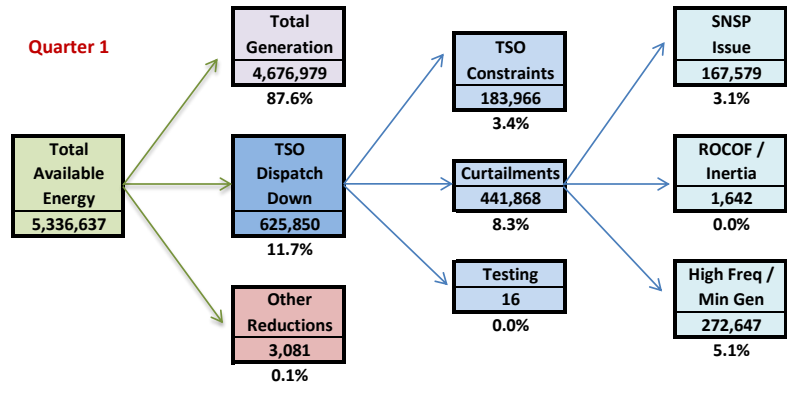 Quarter 1
Total
Available
Energy
5,336,637
Total
Generation
4,676,979
87.6%
TSO
Dispatch
Down
625,850
11.7%
Other
Reductions
3,081
0.1%
TSO
Constraints
183,966
3.4%
Curtailments
441,868
8.3%
Testing
16
0.0%
SNSP
Issue
167,579
3.1%
ROCOF /
Inertia
1,642
0.0%
High Freq /
Min Gen
272,647
5.1%